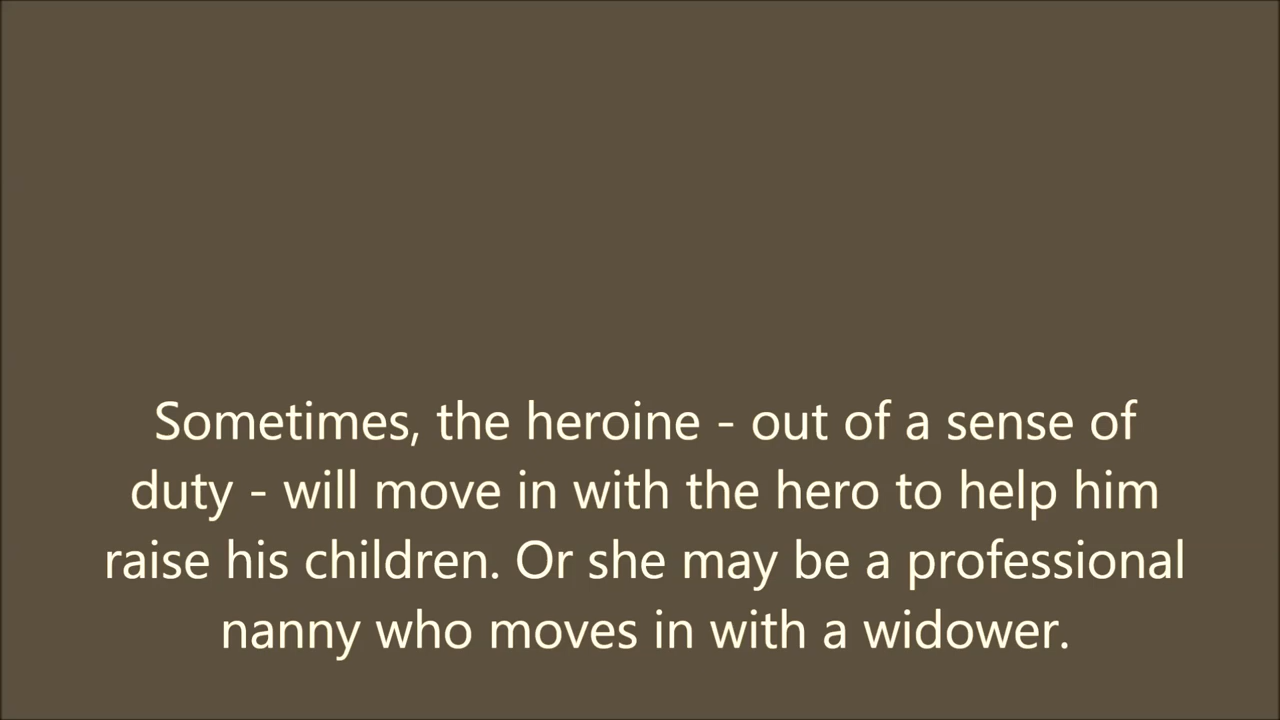 Sometimes, the heroine - out of a sense of
duty - will move in with the hero to help him
raise his children. Or she may be a professional
nanny who moves in with a widower.